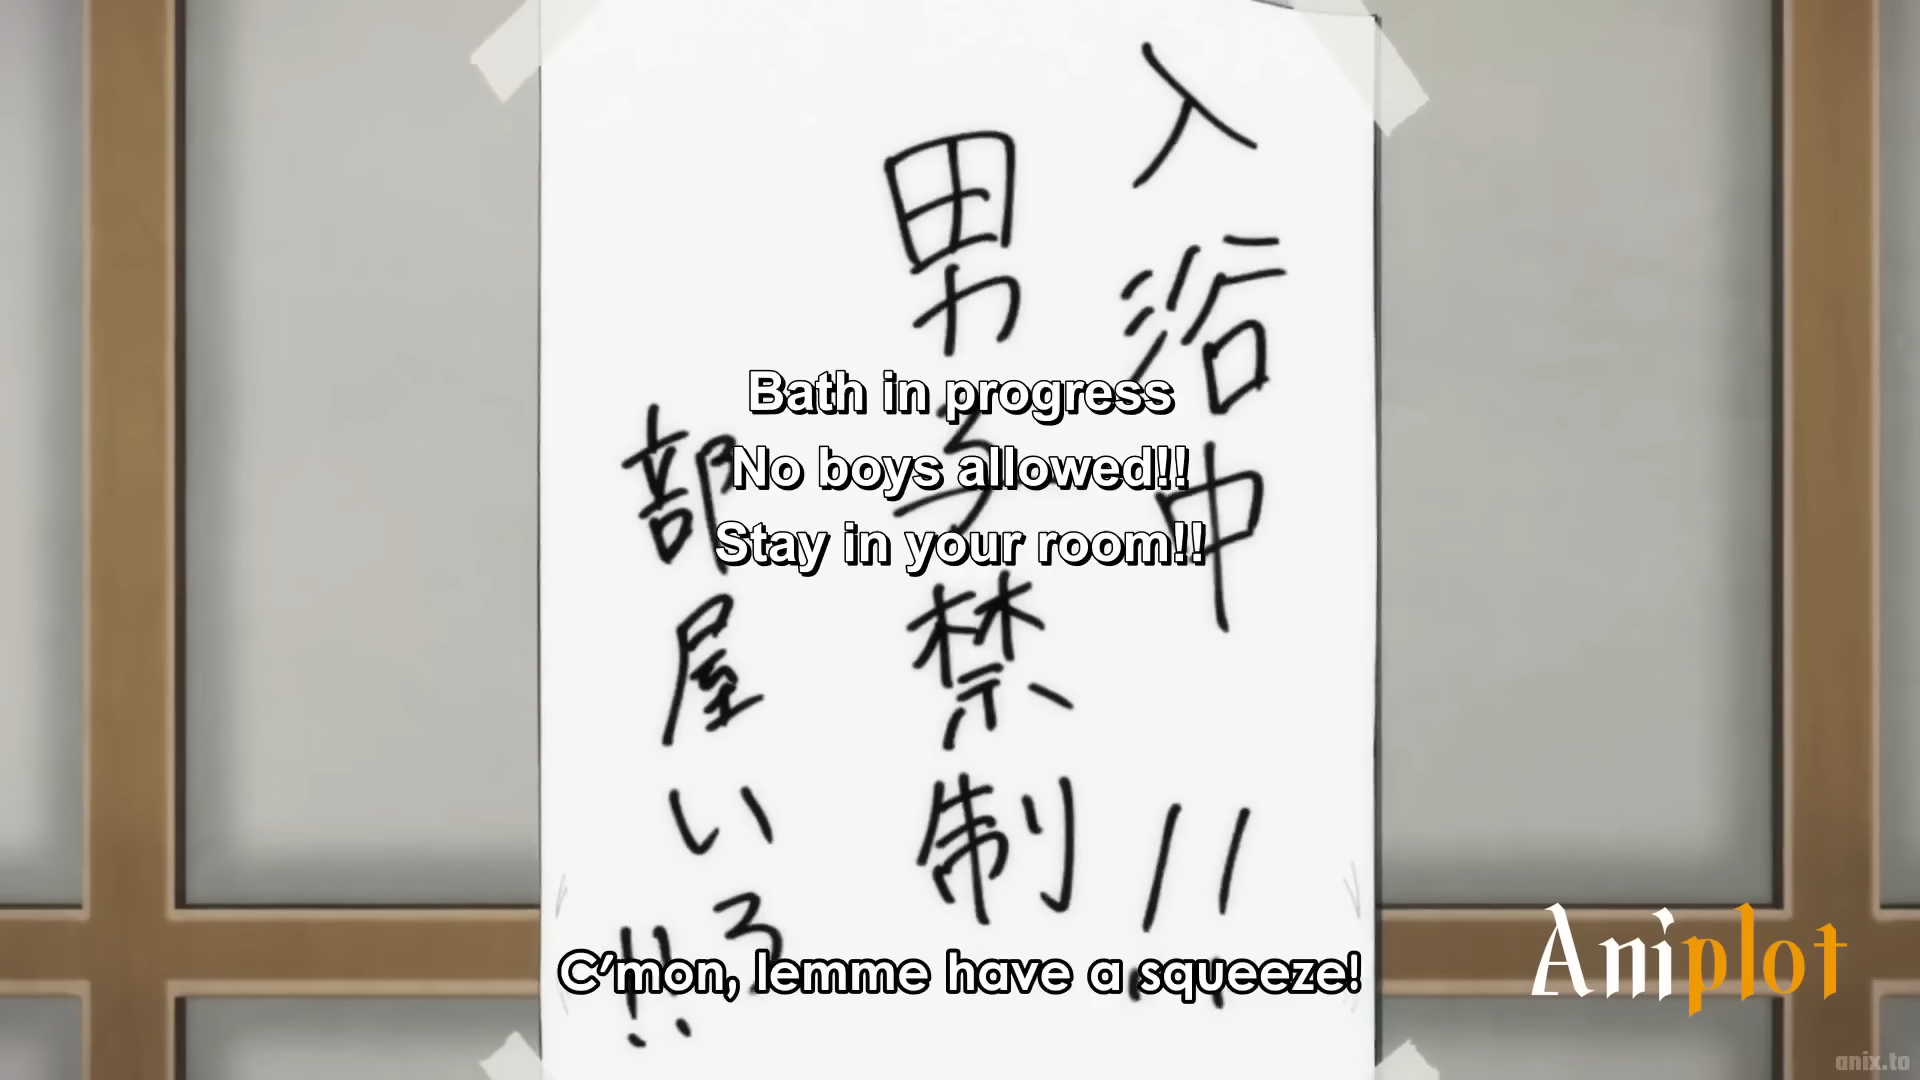 入浴中!!
男子禁制
部屋いろ!!
Bath in progress
No boys allowed!!
Stay in your room!!
C'mon, lemme have a squeeze!
Aniplot
anix.to